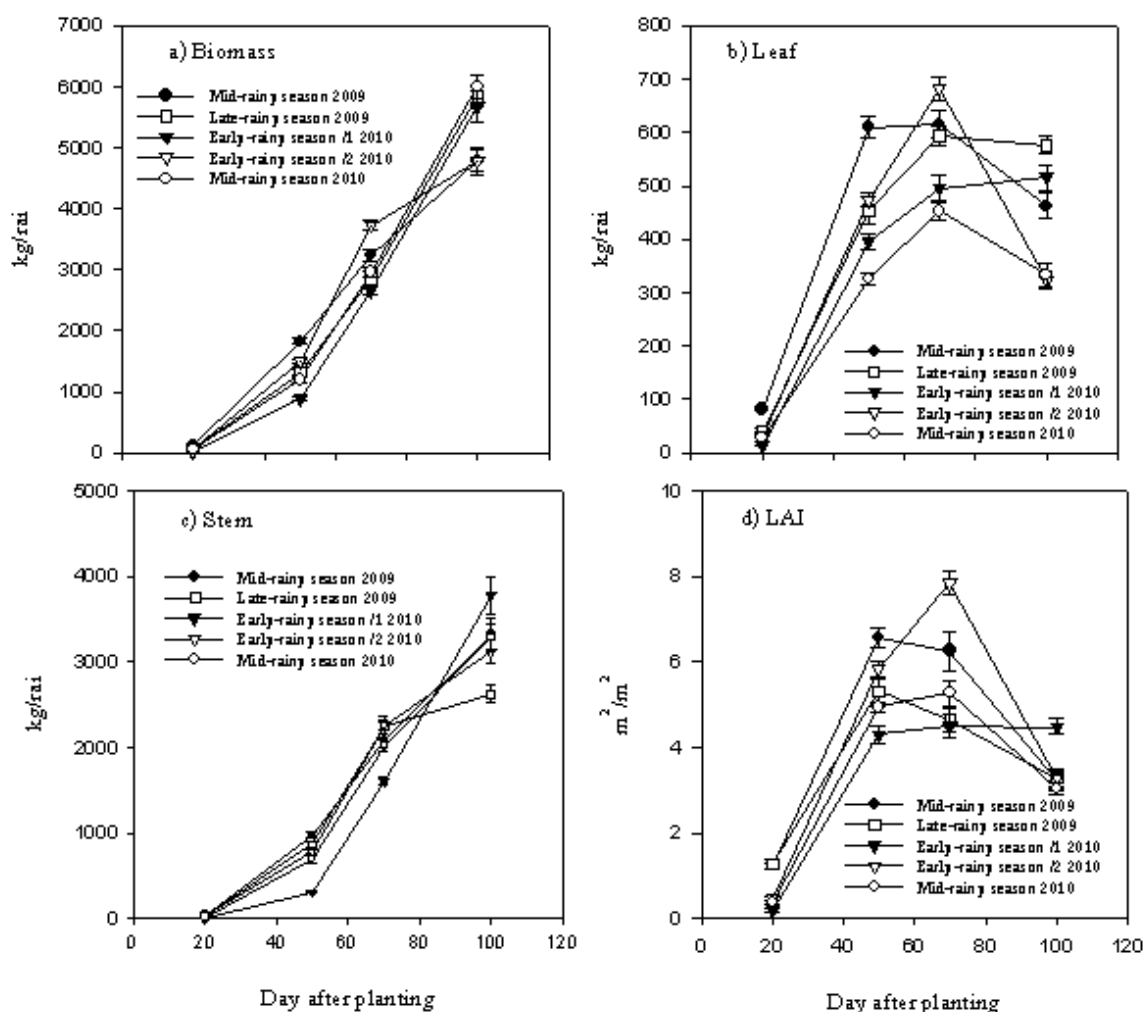 a) Biomass
Mid-rainy season 2009
Late-rainy season 2009
Early-rainy season /1 2010
Early-rainy season /2 2010
Mid-rainy season 2010
kg/rai
7000
6000
5000
4000
3000
2000
1000
0
b) Leaf
Mid-rainy season 2009
Late-rainy season 2009
Early-rainy season /1 2010
Early-rainy season /2 2010
Mid-rainy season 2010
kg/rai
800
700
600
500
400
300
200
100
0
c) Stem
Mid-rainy season 2009
Late-rainy season 2009
Early-rainy season /1 2010
Early-rainy season /2 2010
Mid-rainy season 2010
kg/rai
5000
4000
3000
2000
1000
0
0 20 40 60 80 100 120
Day after planting
d) LAI
Mid-rainy season 2009
Late-rainy season 2009
Early-rainy season /1 2010
Early-rainy season /2 2010
Mid-rainy season 2010
m²/m²
10
8
6
4
2
0
0 20 40 60 80 100 120
Day after planting